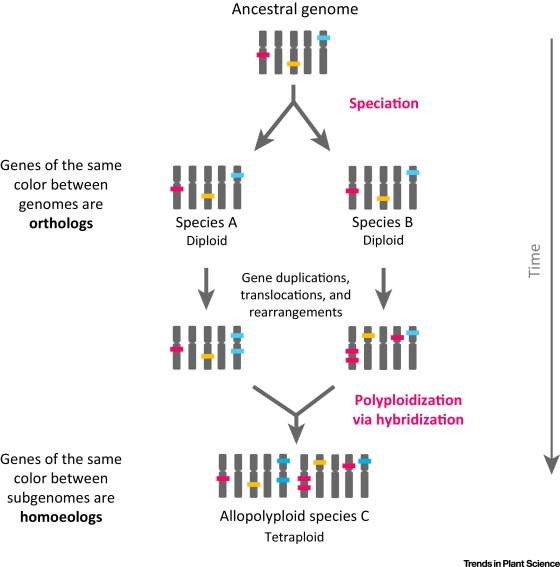 Ancestral genome
Speciation
Genes of the same
color between
genomes are
orthologs
Species A
Diploid
Species B
Diploid
Time
Gene duplications,
translocations, and
rearrangements
Polyploidization
via hybridization
Genes of the same
color between
subgenomes are
homoeologs
Allopolyploid species C
Tetraploid
Trends in Plant Science